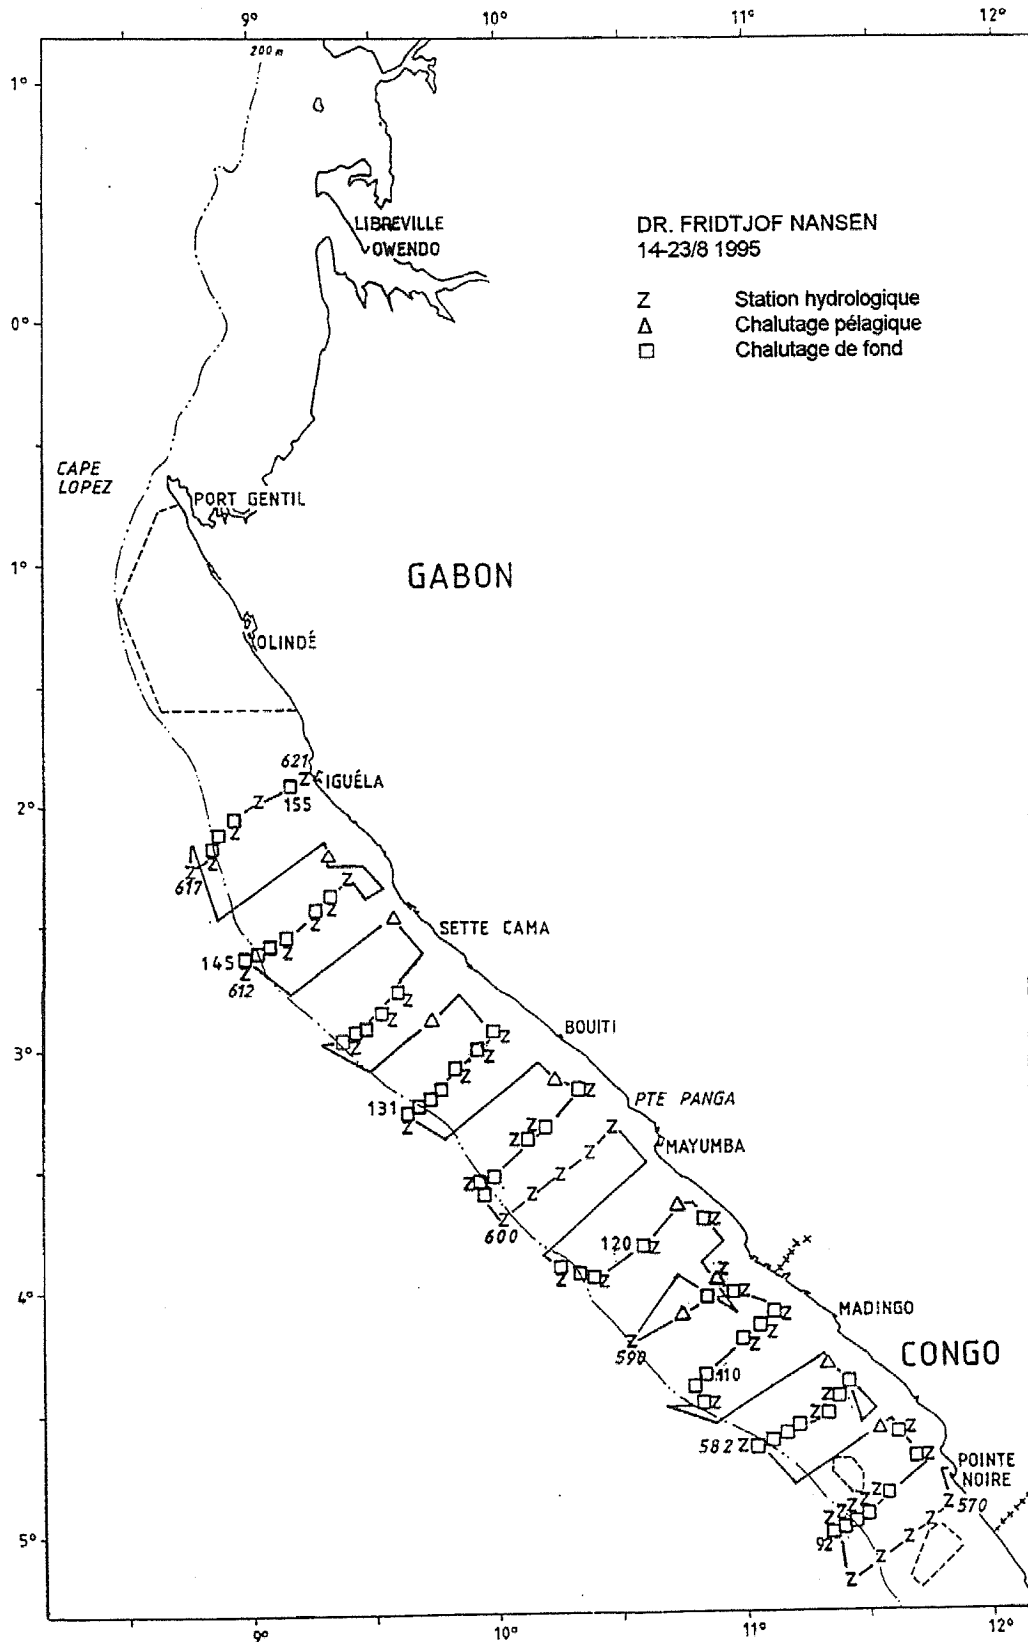 9° 10° 11° 12°
200 m
1°
LIBREVILLE
OWENDO
DR. FRIDTJOF NANSEN
14-23/8 1995
Z Station hydrologique
△ Chalutage pélagique
□ Chalutage de fond
0°
CAPE
LOPEZ
PORT GENTIL
1°
GABON
OLINDÉ
621
IGUÉLA
155
2°
617
SETTE CAMA
145
612
BOUITI
3°
PTE PANGA
131
MAYUMBA
600
120
4°
MADINGO
590
CONGO
110
582
POINTE
NOIRE
570
92
5°
9° 10° 11° 12°